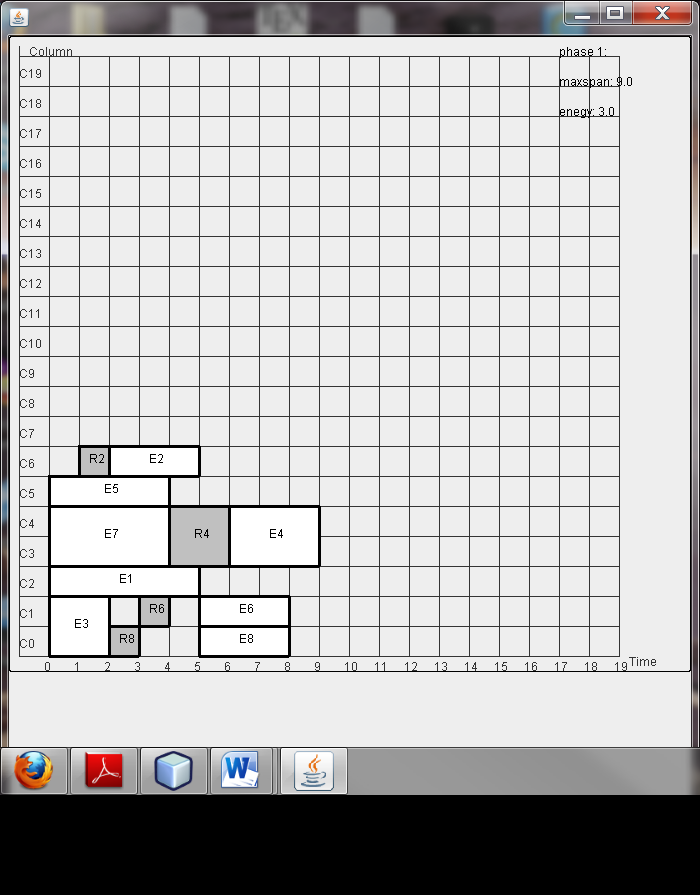 Column
phase 1:
C19
maxspan: 9.0
C18
enegy: 3.0
C17
C16
C15
C14
C13
C12
C11
C10
C9
C8
C7
C6 R2 E2
C5 E5
C4
E7 R4 E4
C3
C2 E1
C1 R6 E6
E3
C0 R8 E8
0 1 2 3 4 5 6 7 8 9 10 11 12 13 14 15 16 17 18 19 Time
W